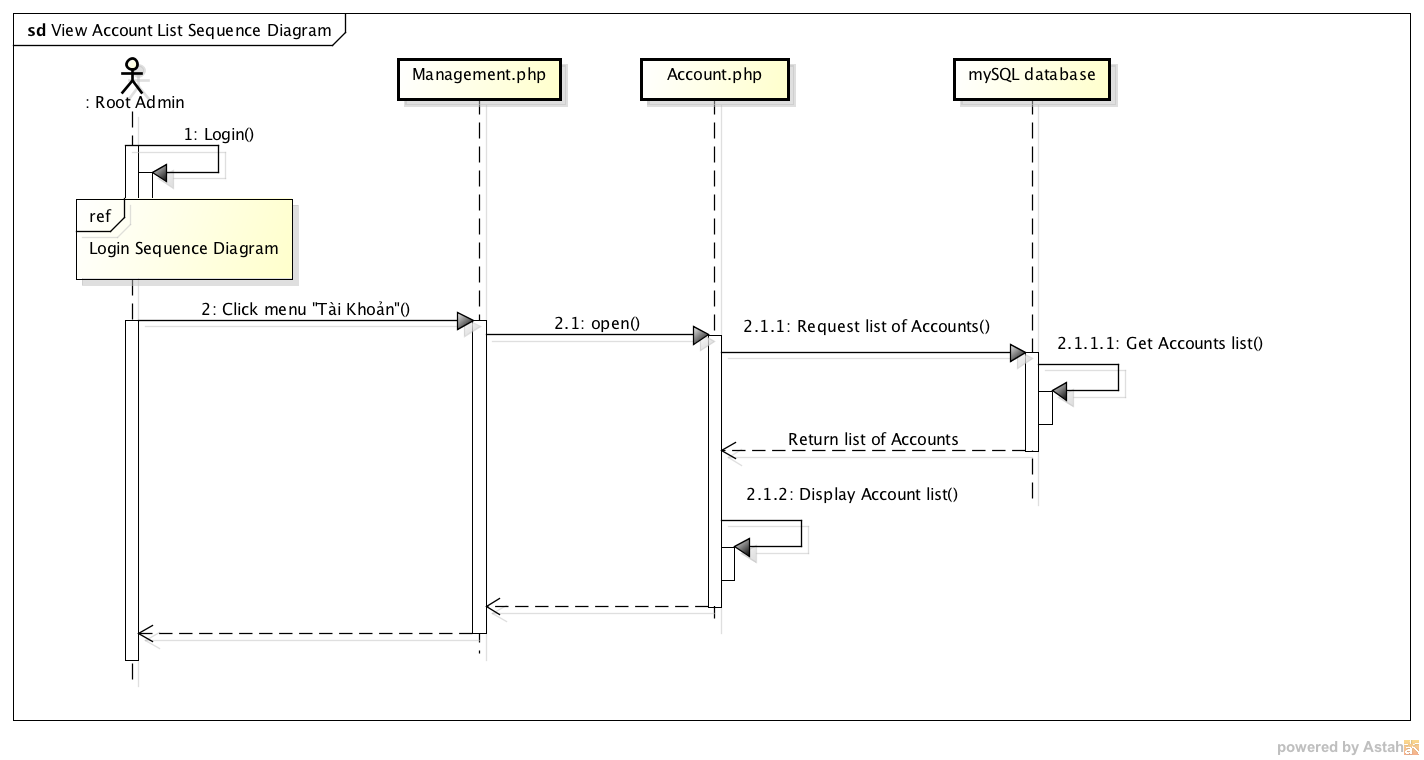 sd View Account List Sequence Diagram
: Root Admin
Management.php
Account.php
mySQL database
1: Login()
ref
Login Sequence Diagram
2: Click menu "Tài Khoản"()
2.1: open()
2.1.1: Request list of Accounts()
2.1.1.1: Get Accounts list()
Return list of Accounts
2.1.2: Display Account list()
powered by Astah